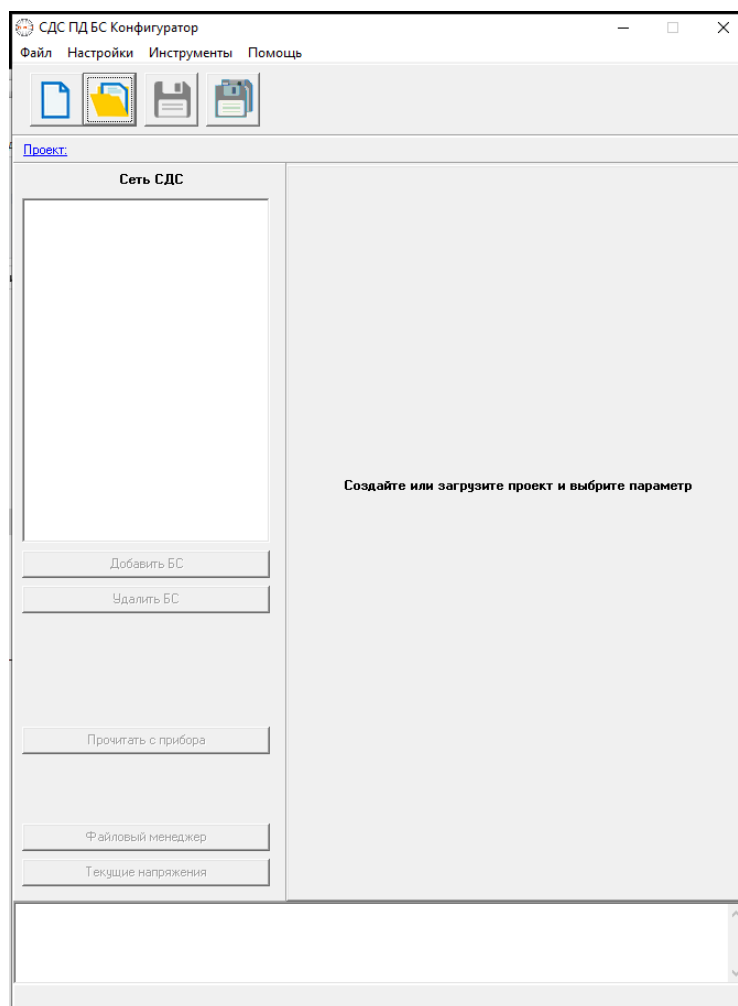 СДС ПД БС Конфигуратор
Файл Настройки Инструменты Помощь
Проект:
Сеть СДС
Создайте или загрузите проект и выбрите параметр
Добавить БС
Удалить БС
Прочитать с прибора
Файловый менеджер
Текущие напряжения